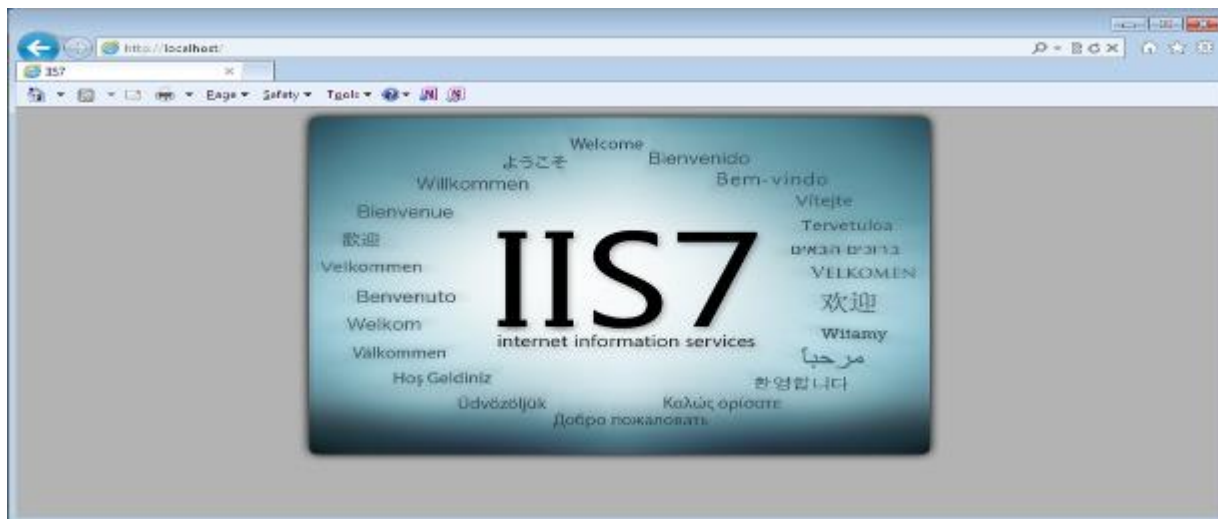 http://localhost/
IIS7
Page Safety Tools
Welcome
ようこそ
Bienvenido
Willkommen
Bem-vindo
Bienvenue
Vítejte
歡迎
Tervetuloa
Velkommen
ברוכים הבאים
Benvenuto
VELKOMEN
Welkom
欢迎
Välkommen
Witamy
Hoş Geldiniz
مرحباً
Üdvözöljük
환영합니다
Καλώς ορίσατε
Добро пожаловать
IIS7
internet information services